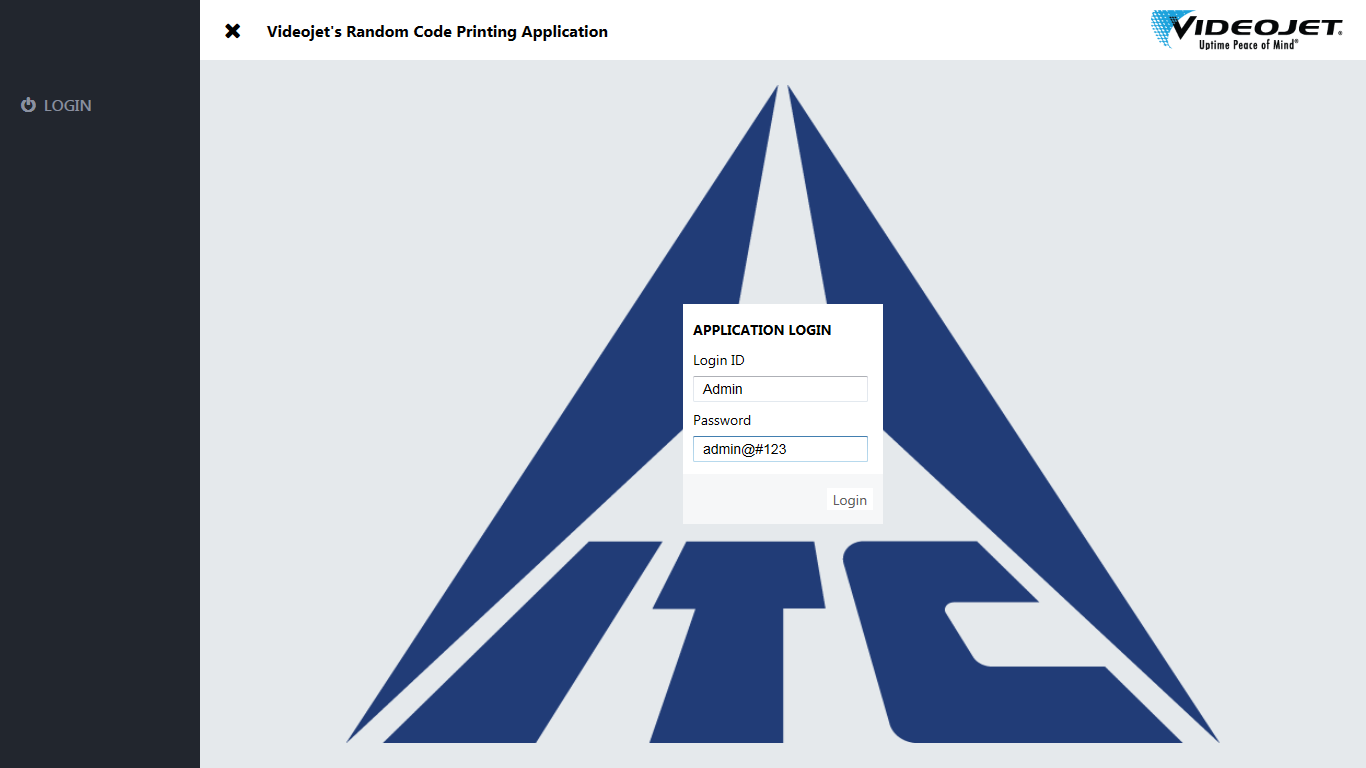 Videojet's Random Code Printing Application
VIDEOJET.
Uptime Peace of Mind®
LOGIN
APPLICATION LOGIN
Login ID
Admin
Password
admin@#123
Login
ITC